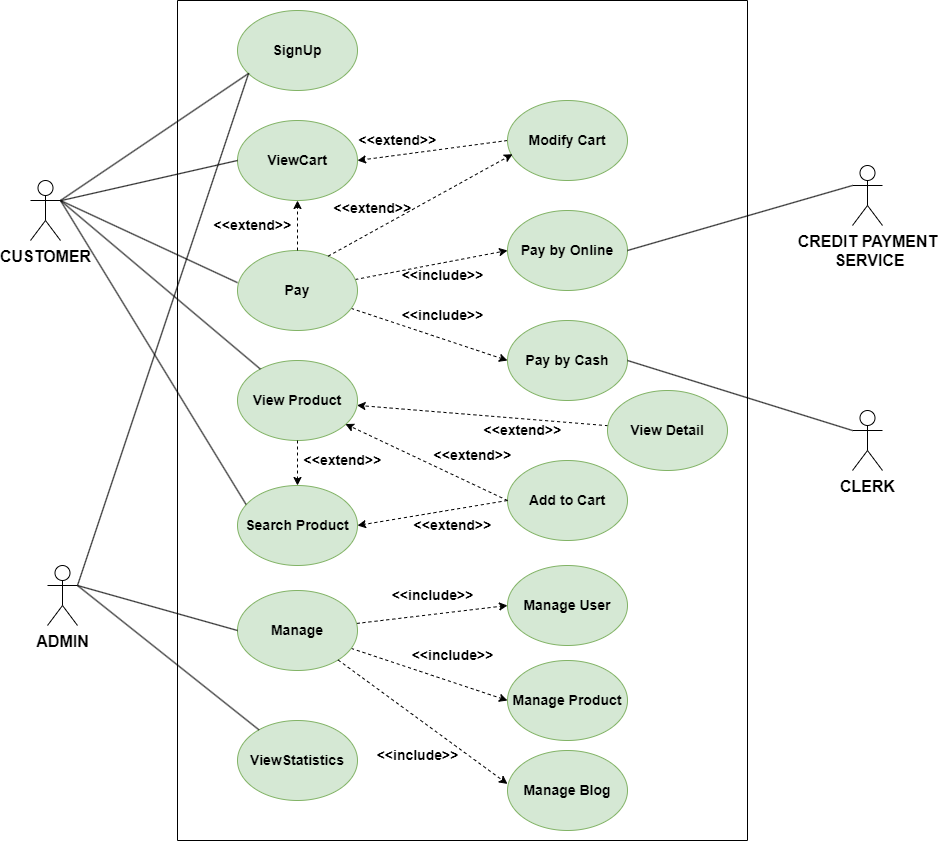 SignUp
ViewCart
<<extend>>
Modify Cart
<<extend>>
<<extend>>
CUSTOMER
Pay
<<include>>
Pay by Online
CREDIT PAYMENT
SERVICE
<<include>>
Pay by Cash
View Product
<<extend>>
View Detail
<<extend>>
<<extend>>
Search Product
<<extend>>
Add to Cart
CLERK
ADMIN
Manage
<<include>>
Manage User
<<include>>
Manage Product
<<include>>
Manage Blog
ViewStatistics